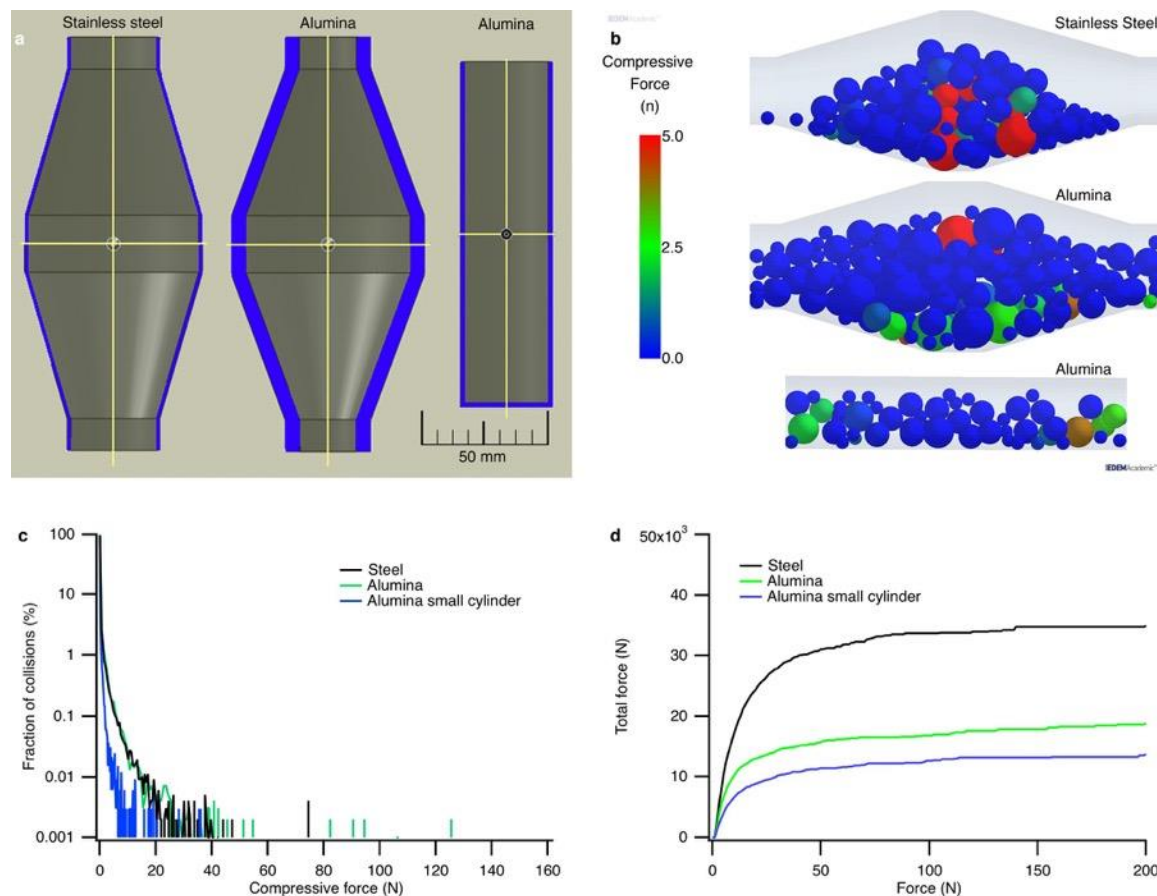 a
Stainless steel
Alumina
Alumina
50 mm
b
Stainless Steel
Compressive
Force
(n)
5.0
2.5
0.0
Alumina
Alumina
EDEMAcademic™
c
100
10
1
0.1
0.01
0.001
Fraction of collisions (%)
Steel
Alumina
Alumina small cylinder
0
20
40
60
80
100
120
140
160
Compressive force (N)
d
50x10³
40
30
20
10
0
Total force (N)
Steel
Alumina
Alumina small cylinder
0
50
100
150
200
Force (N)